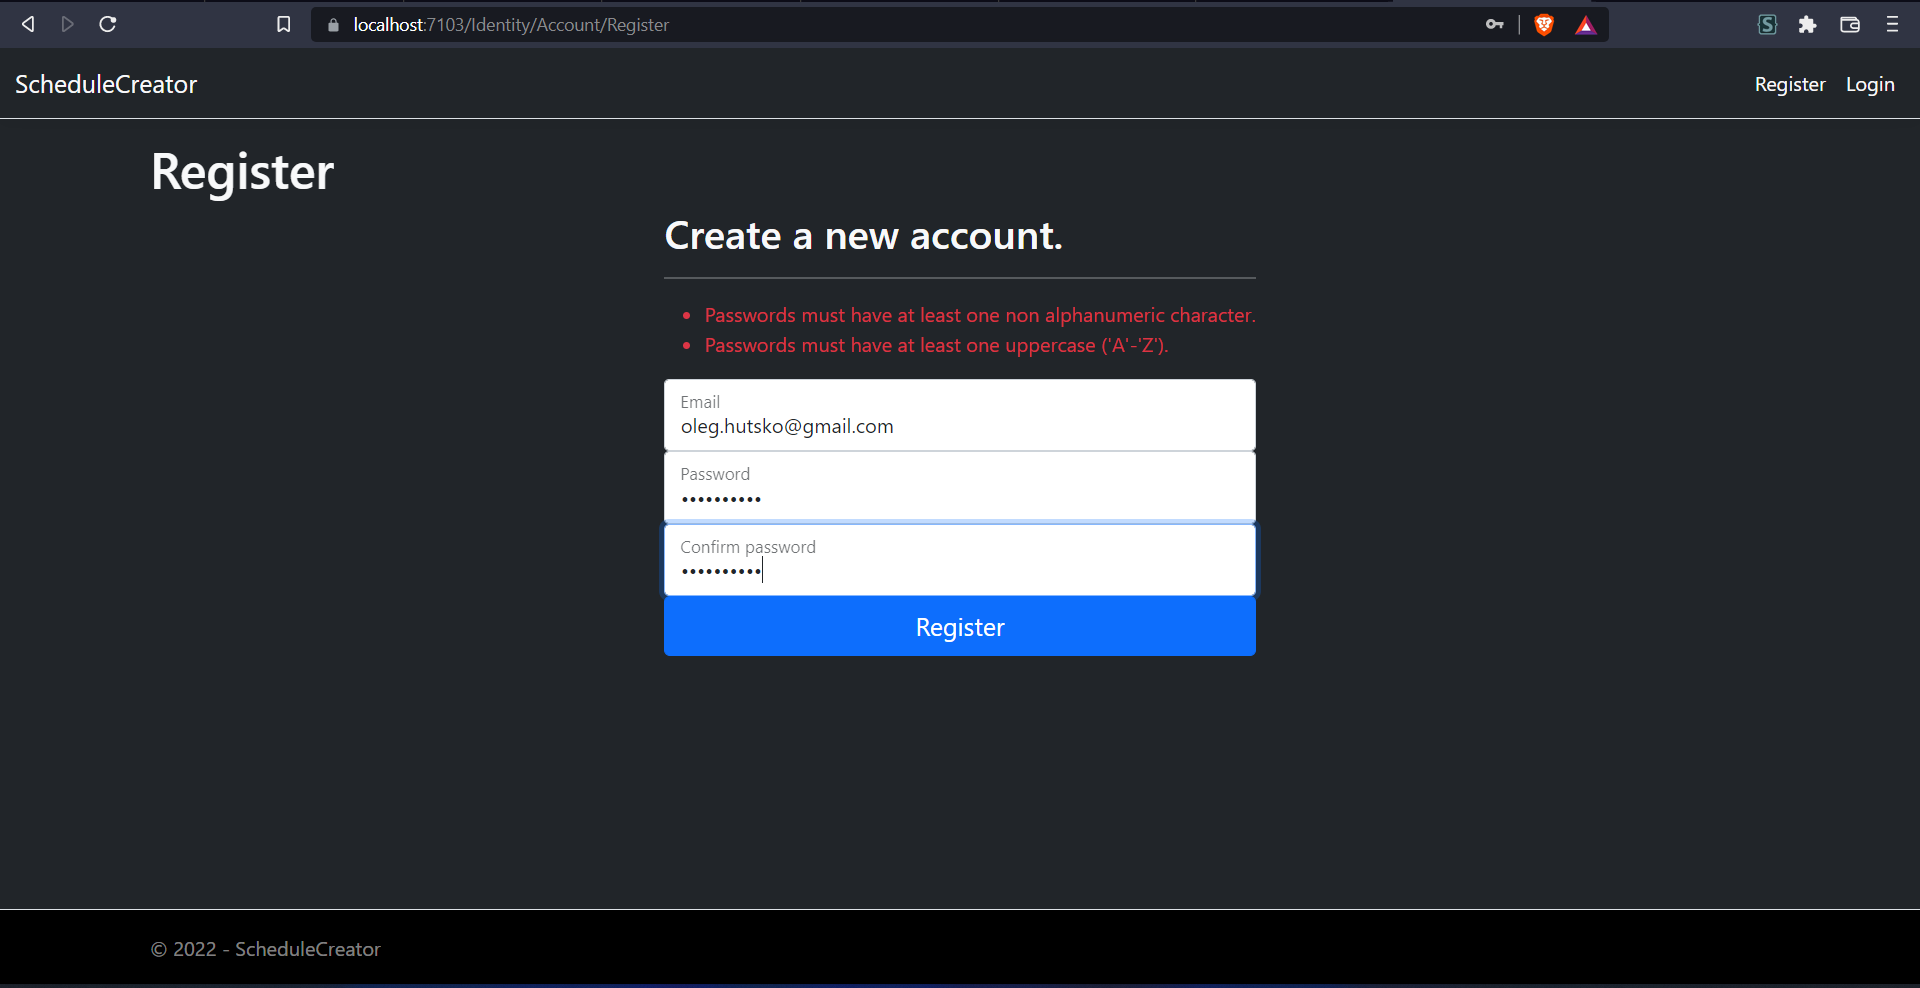 localhost:7103/Identity/Account/Register
ScheduleCreator
Register Login
Register
Create a new account.
• Passwords must have at least one non alphanumeric character.
• Passwords must have at least one uppercase ('A'-'Z').
Email
oleg.hutsko@gmail.com
Password
••••••••••
Confirm password
••••••••••
Register
© 2022 - ScheduleCreator